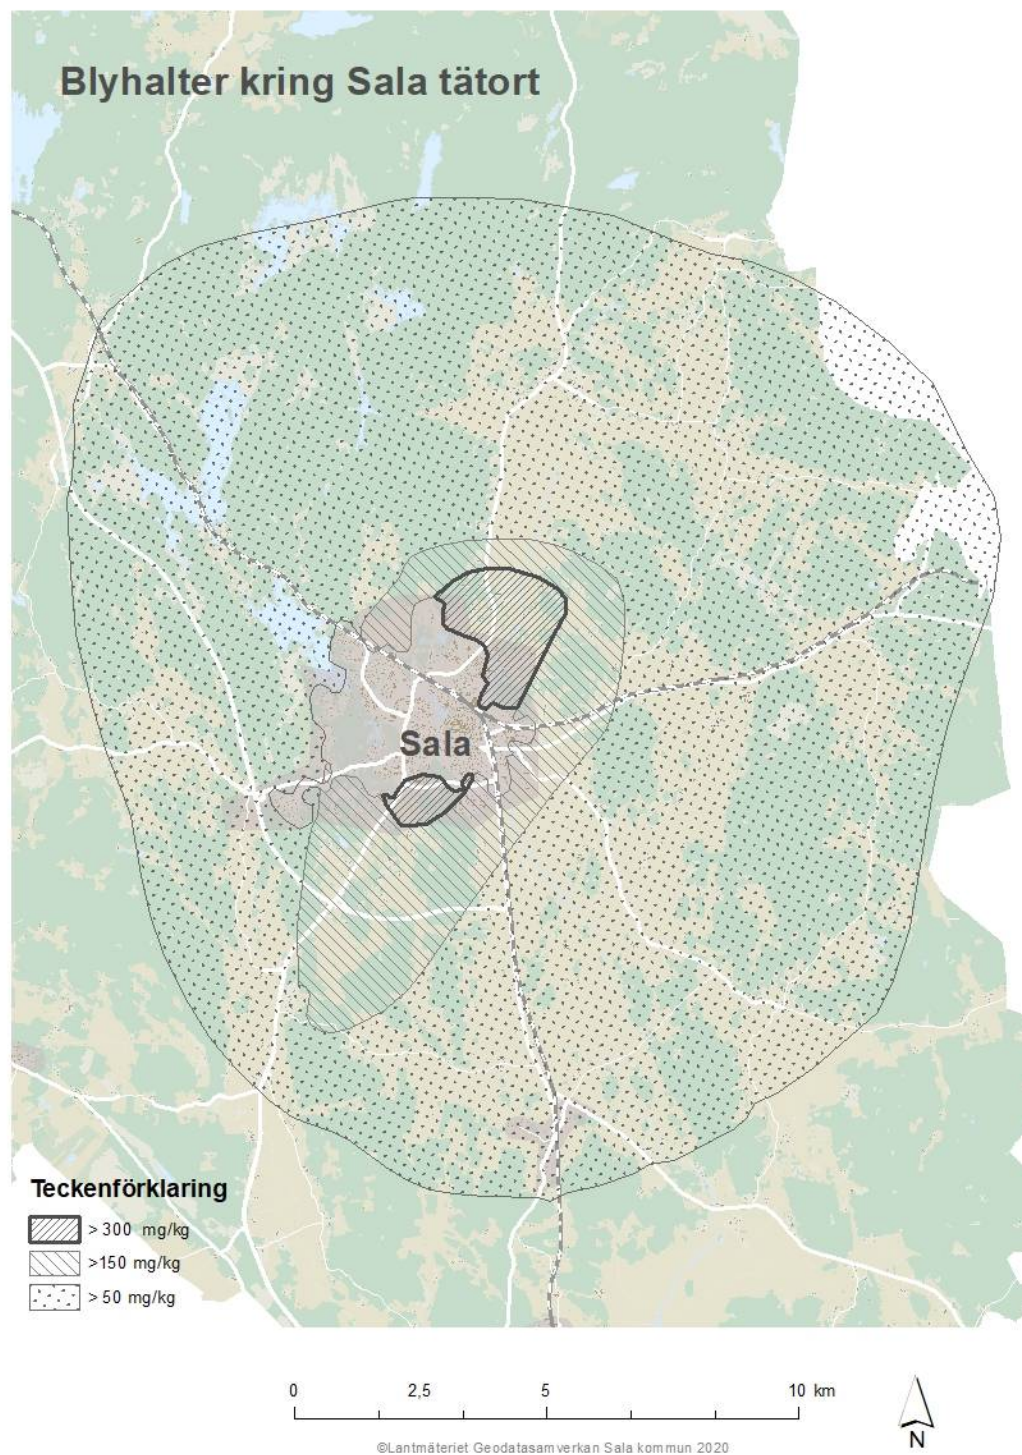 Blyhalter kring Sala tätort
Sala
Teckenförklaring
> 300 mg/kg
>150 mg/kg
> 50 mg/kg
0 2,5 5 10 km
N
©Lantmäteriet Geodatasamverkan Sala kommun 2020